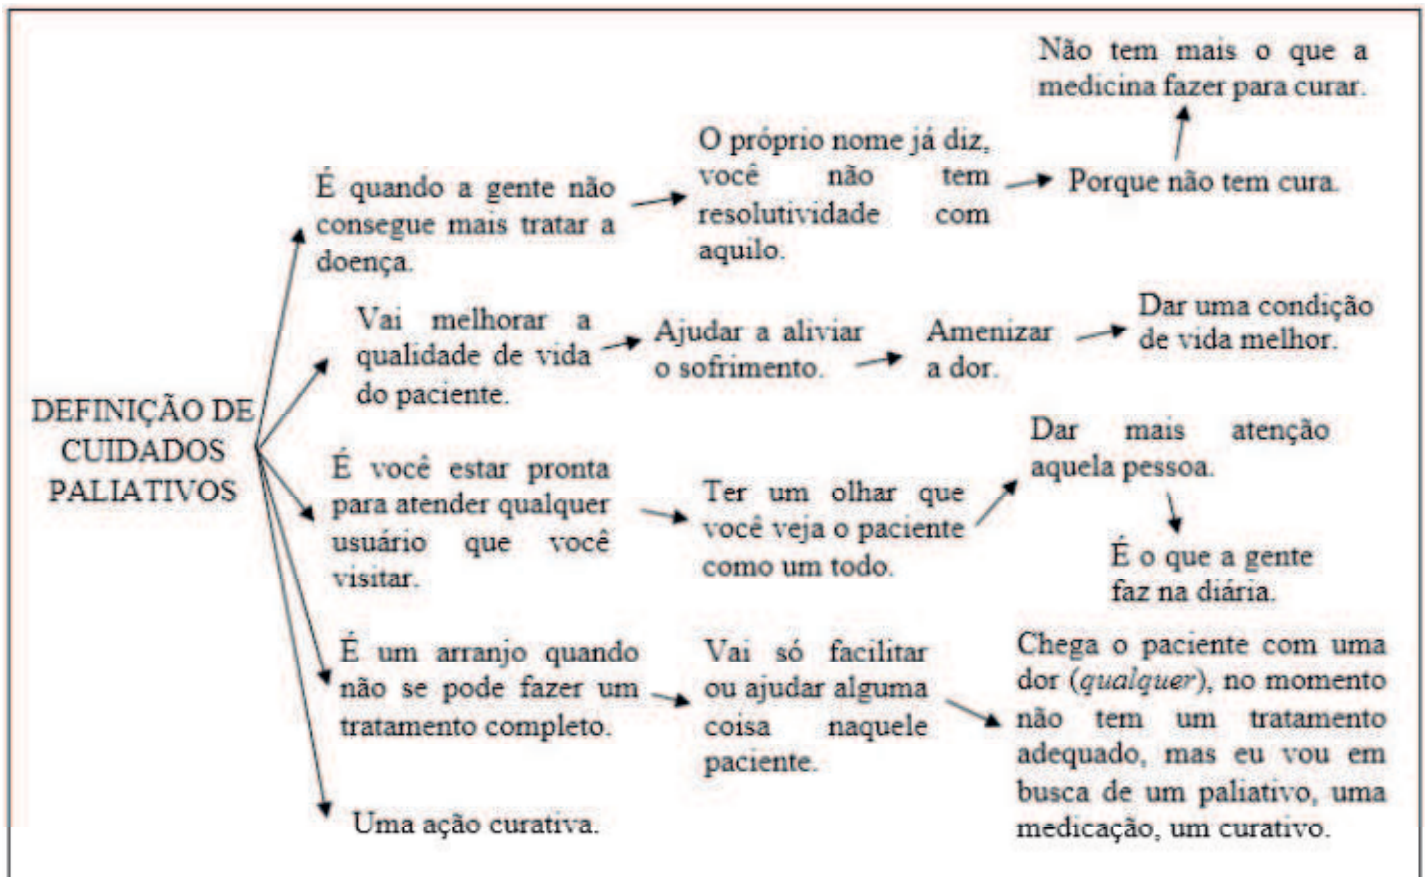 DEFINIÇÃO DE
CUIDADOS
PALIATIVOS
É quando a gente não
consegue mais tratar a
doença.
O próprio nome já diz,
você não tem
resolutividade com
aquilo.
Porque não tem cura.
Não tem mais o que a
medicina fazer para curar.
Vai melhorar a
qualidade de vida
do paciente.
Ajudar a aliviar
o sofrimento.
Amenizar
a dor.
Dar uma condição
de vida melhor.
É você estar pronta
para atender qualquer
usuário que você
visitar.
Ter um olhar que
você veja o paciente
como um todo.
Dar mais atenção
aquela pessoa.
É o que a gente
faz na diária.
É um arranjo quando
não se pode fazer um
tratamento completo.
Vai só facilitar
ou ajudar alguma
coisa naquele
paciente.
Chega o paciente com uma
dor (qualquer), no momento
não tem um tratamento
adequado, mas eu vou em
busca de um paliativo, uma
medicação, um curativo.
Uma ação curativa.